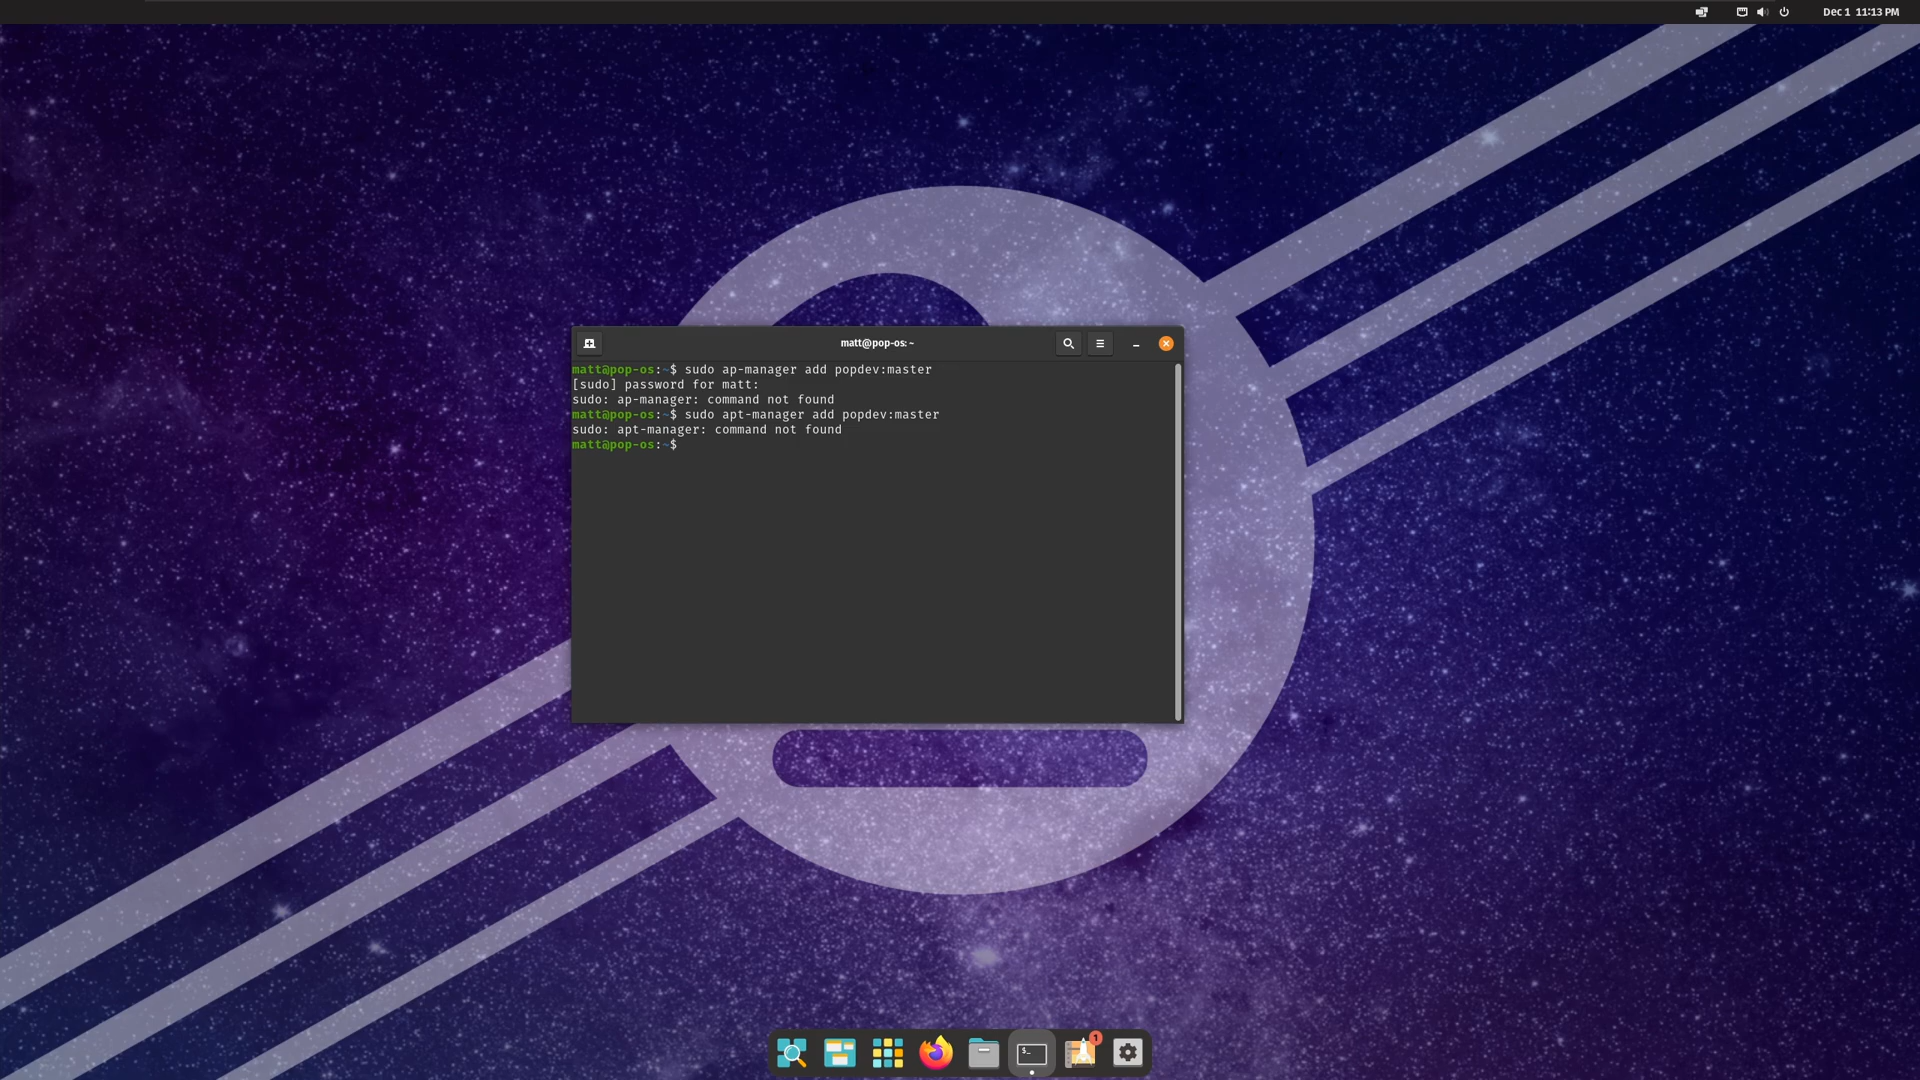 Dec 1 11:13 PM
matt@pop-os: ~
matt@pop-os:~$ sudo ap-manager add popdev:master
[sudo] password for matt:
sudo: ap-manager: command not found
matt@pop-os:~$ sudo apt-manager add popdev:master
sudo: apt-manager: command not found
matt@pop-os:~$
$_
1